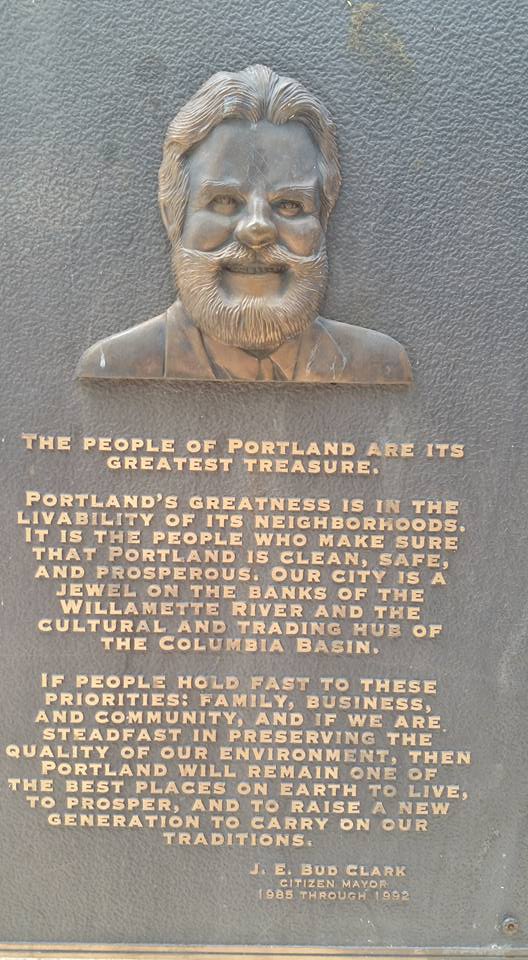 The people of Portland are its
greatest treasure.
Portland's greatness is in the
livability of its neighborhoods.
It is the people who make sure
that Portland is clean, safe,
and prosperous. Our city is a
jewel on the banks of the
Willamette River and the
cultural and trading hub of
the Columbia Basin.
If people hold fast to these
priorities: family, business,
and community, and if we are
steadfast in preserving the
quality of our environment, then
Portland will remain one of
the best places on earth to live,
to prosper, and to raise a new
generation to carry on our
traditions.
J. E. Bud Clark
citizen mayor
1985 through 1992